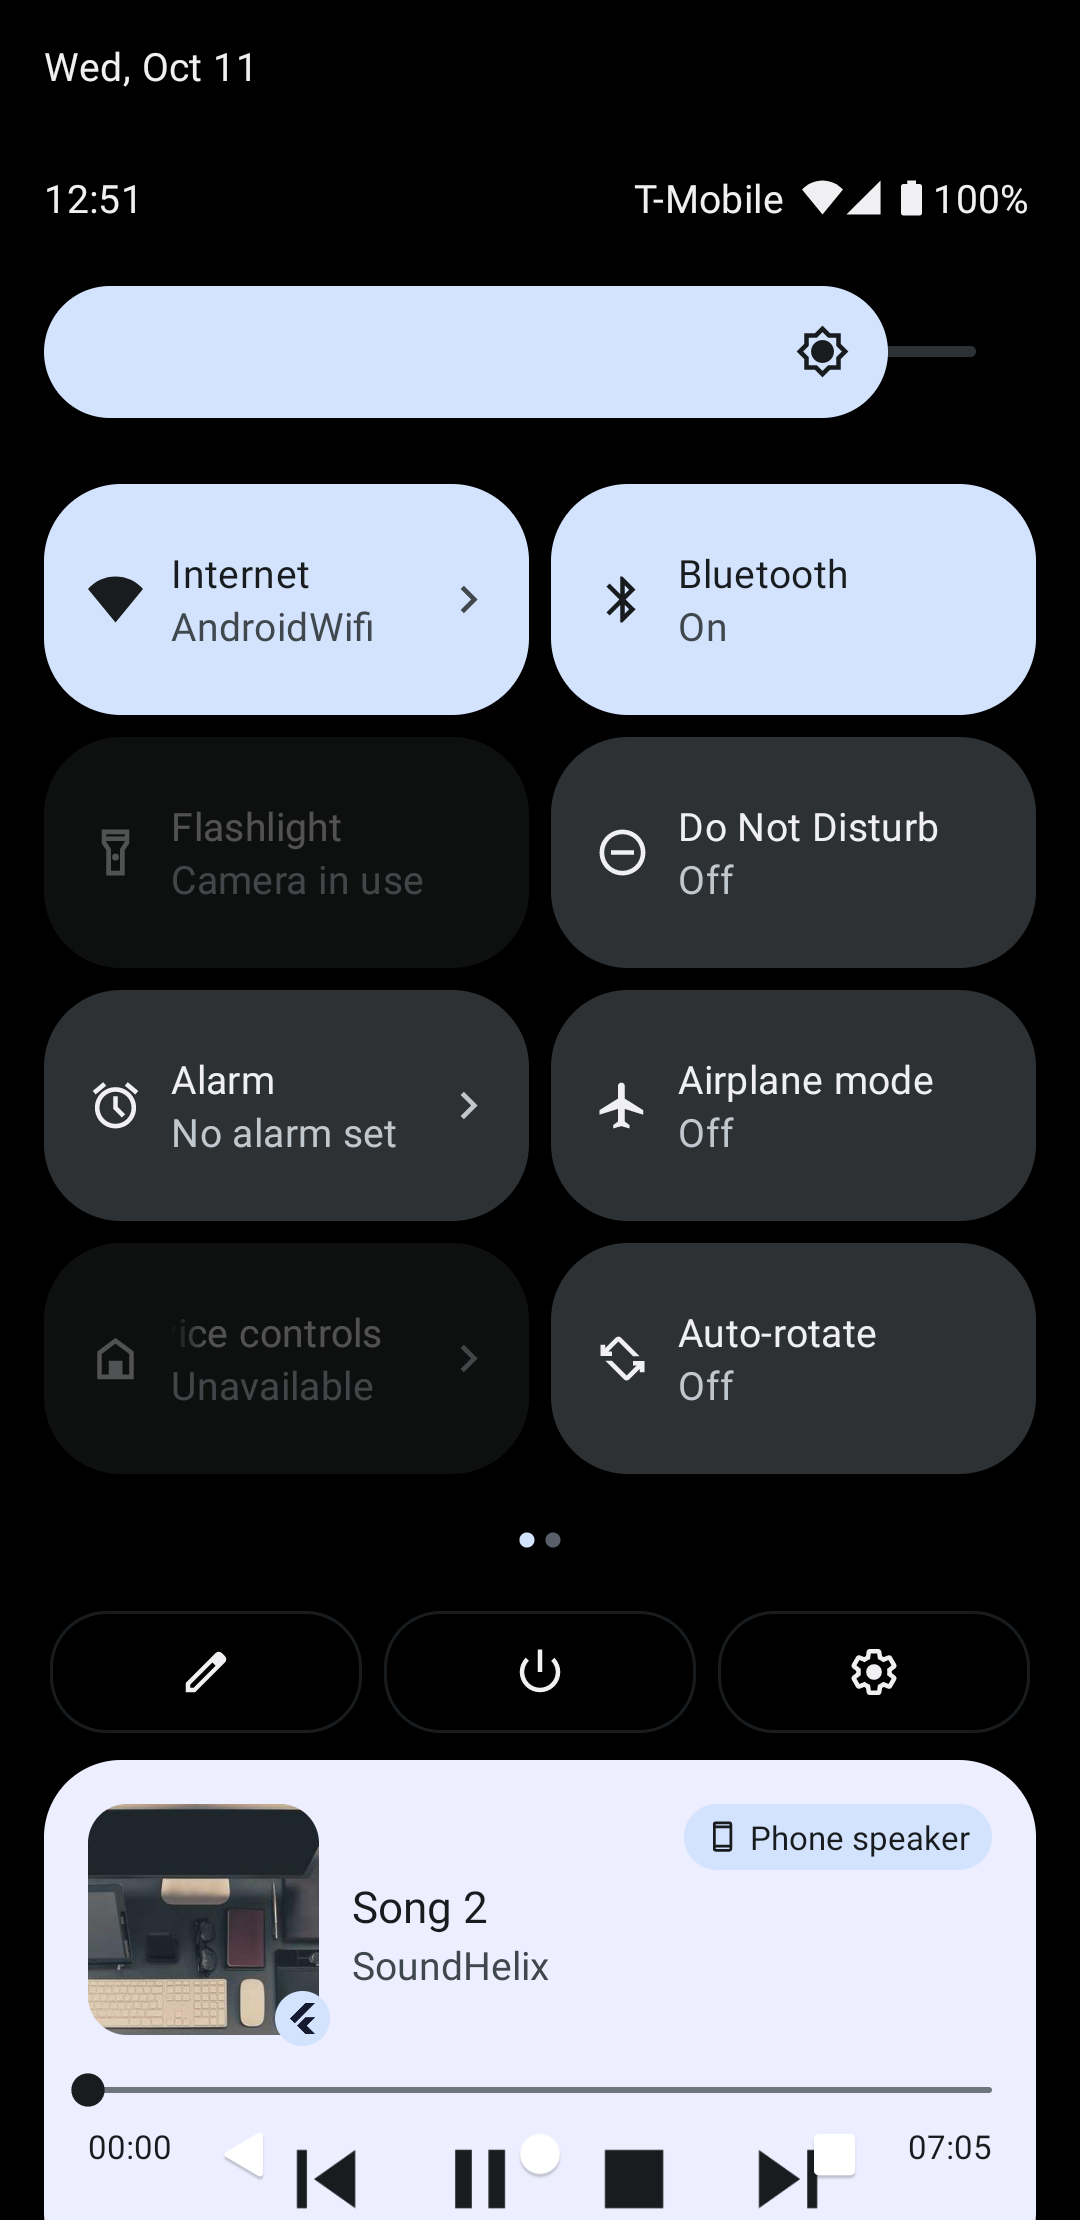 Wed, Oct 11
12:51
T-Mobile 100%
Internet
AndroidWifi
Bluetooth
On
Flashlight
Camera in use
Do Not Disturb
Off
Alarm
No alarm set
Airplane mode
Off
ice controls
Unavailable
Auto-rotate
Off
Phone speaker
Song 2
SoundHelix
00:00
07:05